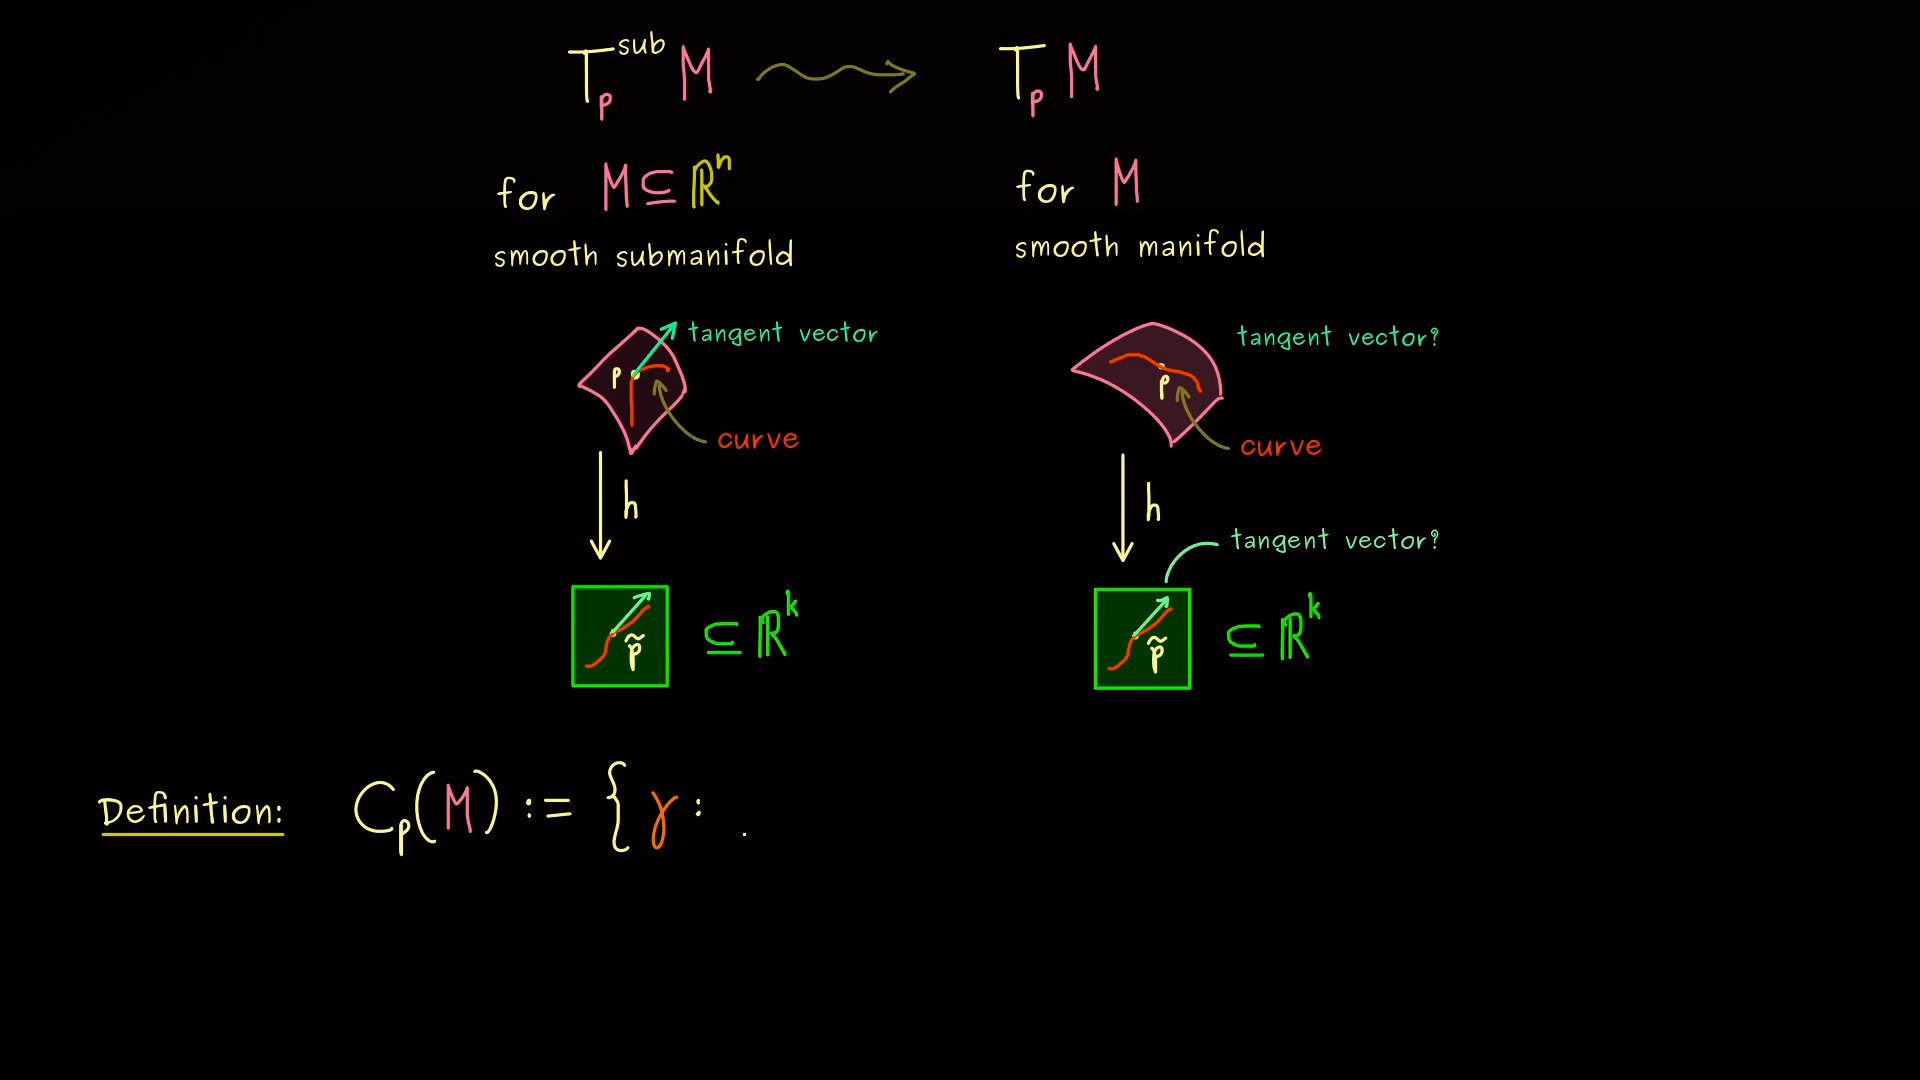 T_p^sub M ⇝ T_p M
for M ⊆ ℝ^n
smooth submanifold
for M
smooth manifold
tangent vector
p
curve
h
p̃ ⊆ ℝ^k
tangent vector?
p
curve
h
tangent vector?
p̃ ⊆ ℝ^k
Definition: C_p(M) := { γ :